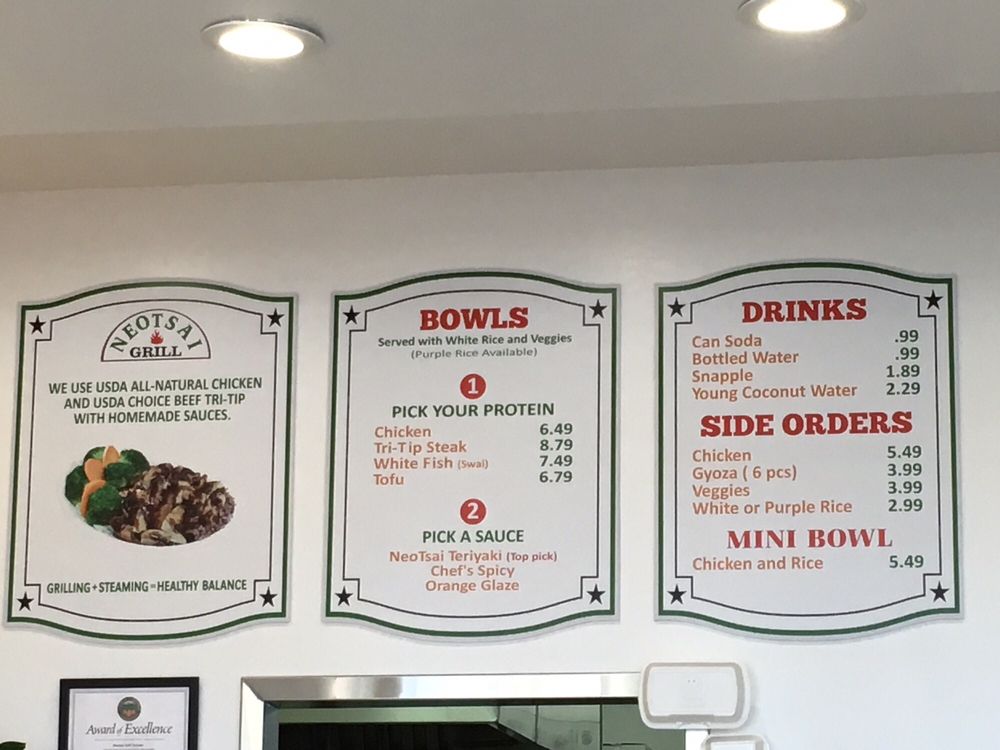 NEOTSAI
GRILL
WE USE USDA ALL-NATURAL CHICKEN
AND USDA CHOICE BEEF TRI-TIP
WITH HOMEMADE SAUCES.
GRILLING+STEAMING=HEALTHY BALANCE
BOWLS
Served with White Rice and Veggies
(Purple Rice Available)
1
PICK YOUR PROTEIN
Chicken 6.49
Tri-Tip Steak 8.79
White Fish (Swai) 7.49
Tofu 6.79
2
PICK A SAUCE
NeoTsai Teriyaki (Top pick)
Chef's Spicy
Orange Glaze
DRINKS
Can Soda .99
Bottled Water .99
Snapple 1.89
Young Coconut Water 2.29
SIDE ORDERS
Chicken 5.49
Gyoza ( 6 pcs) 3.99
Veggies 3.99
White or Purple Rice 2.99
MINI BOWL
Chicken and Rice 5.49
Award of Excellence